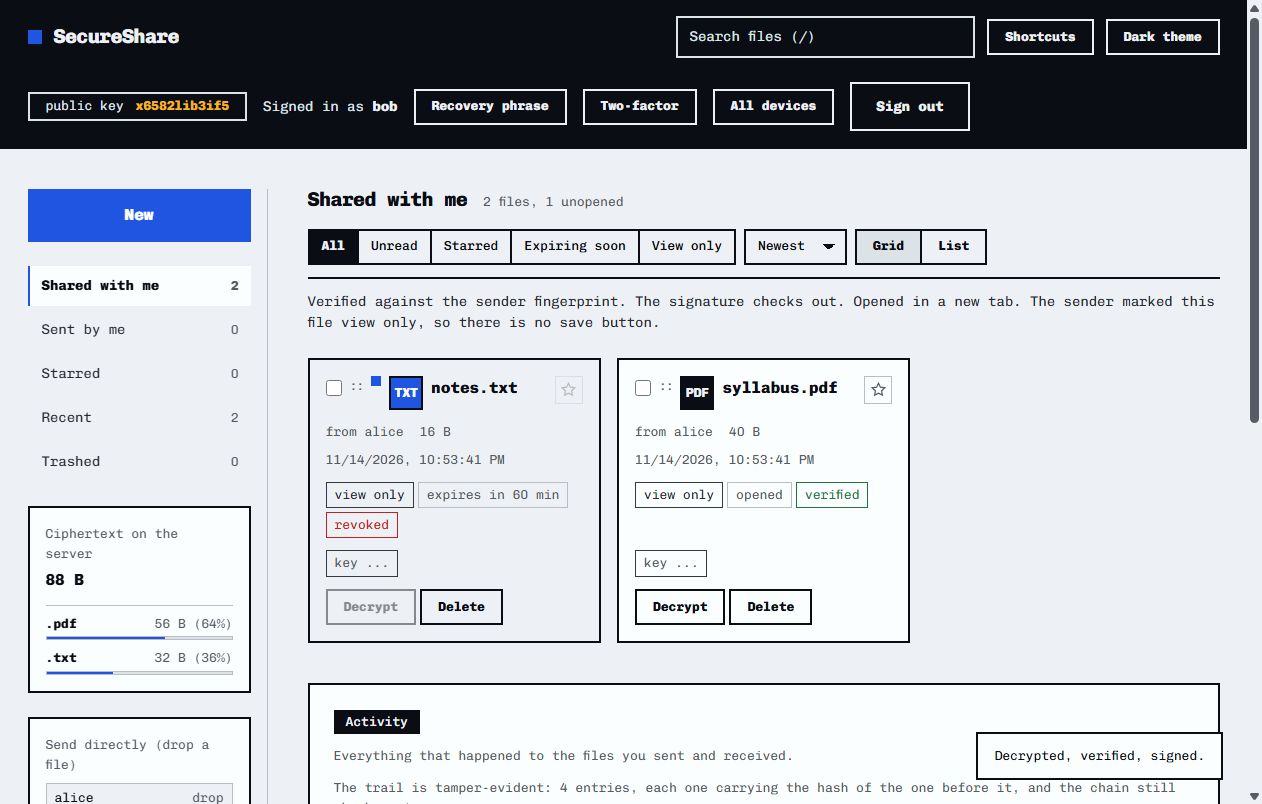 SecureShare
Search files (/)
Shortcuts
Dark theme
public key x6582lib3if5
Signed in as bob
Recovery phrase
Two-factor
All devices
Sign out
New
Shared with me 2
Sent by me 0
Starred 0
Recent 2
Trashed 0
Ciphertext on the
server
88 B
.pdf 56 B (64%)
.txt 32 B (36%)
Send directly (drop a
file)
alice drop
Shared with me 2 files, 1 unopened
All Unread Starred Expiring soon View only Newest Grid List
Verified against the sender fingerprint. The signature checks out. Opened in a new tab. The sender marked this
file view only, so there is no save button.
:: TXT notes.txt
from alice 16 B
11/14/2026, 10:53:41 PM
view only expires in 60 min
revoked
key ...
Decrypt Delete
:: PDF syllabus.pdf
from alice 40 B
11/14/2026, 10:53:41 PM
view only opened verified
key ...
Decrypt Delete
Activity
Everything that happened to the files you sent and received.
The trail is tamper-evident: 4 entries, each one carrying the hash of the one before it, and the chain still
Decrypted, verified, signed.